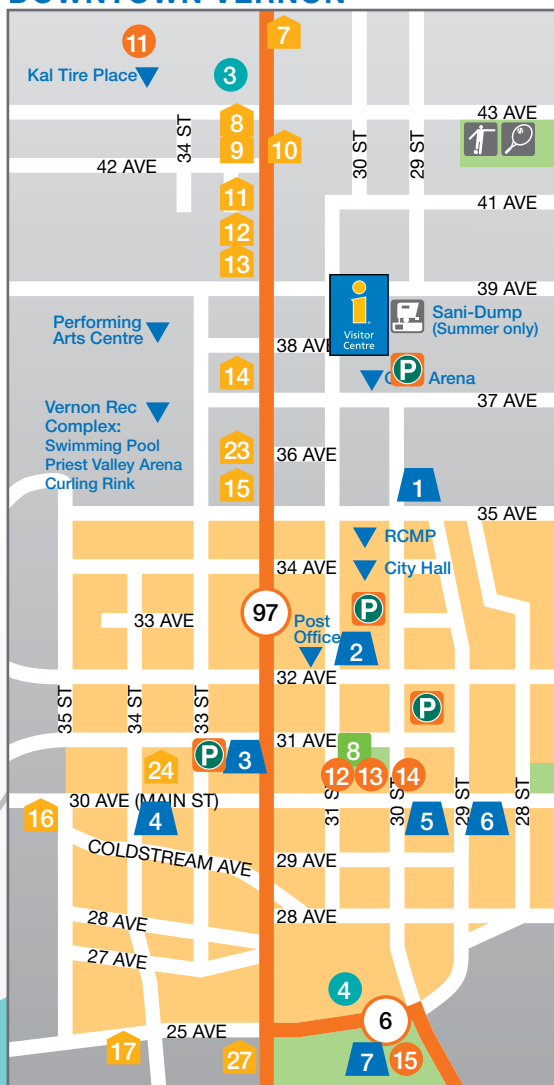 DOWNTOWN VERNON
11
7
Kal Tire Place
3
43 AVE
8
34 ST
9
10
30 ST
29 ST
42 AVE
11
41 AVE
12
13
39 AVE
i
Visitor
Centre
Sani-Dump
(Summer only)
Performing
Arts Centre
38 AVE
P
Arena
14
37 AVE
Vernon Rec
Complex:
Swimming Pool
Priest Valley Arena
Curling Rink
23
36 AVE
15
1
35 AVE
RCMP
34 AVE
City Hall
97
P
33 AVE
Post
Office
2
32 AVE
35 ST
34 ST
33 ST
P
31 AVE
P
3
8
24
12
13
14
30 AVE (MAIN ST)
31 ST
30 ST
29 ST
28 ST
16
4
5
6
COLDSTREAM AVE
29 AVE
28 AVE
28 AVE
27 AVE
4
6
25 AVE
17
27
7
15